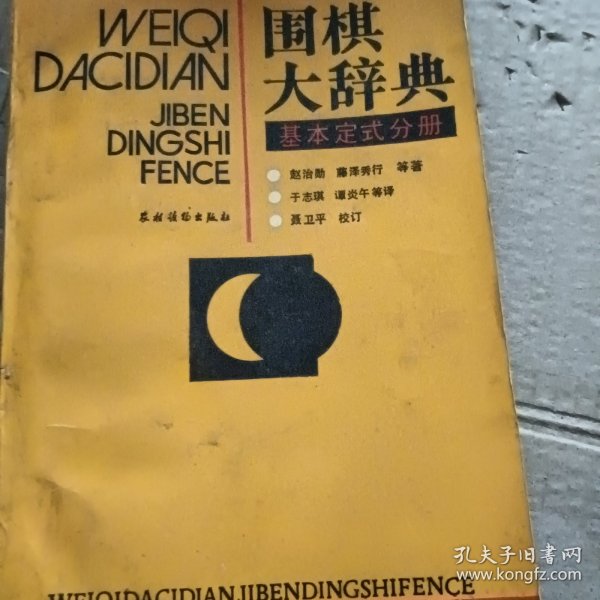 WEIQI
DACIDIAN
JIBEN
DINGSHI
FENCE
农村读物出版社
围棋
大辞典
基本定式分册
赵治勋 藤泽秀行 等著
于志琪 谭炎午等译
聂卫平 校订
WEIQIDACIDIANJIBENDINGSHIFENCE
孔夫子旧书网
www.kongfz.com